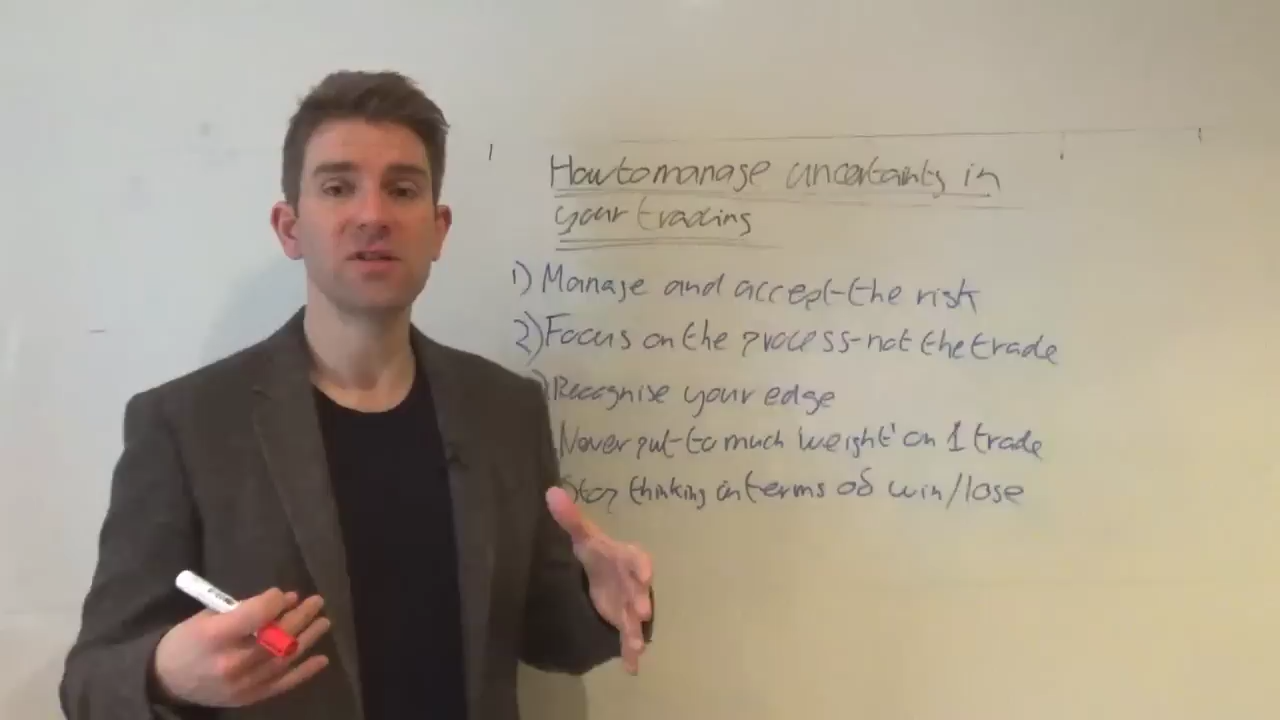 How to manage uncertainty in
your trading
1) Manage and accept the risk
2) Focus on the process - not the trade
) Recognise your edge
Never put to much 'weight' on 1 trade
Stop thinking in terms of win/lose